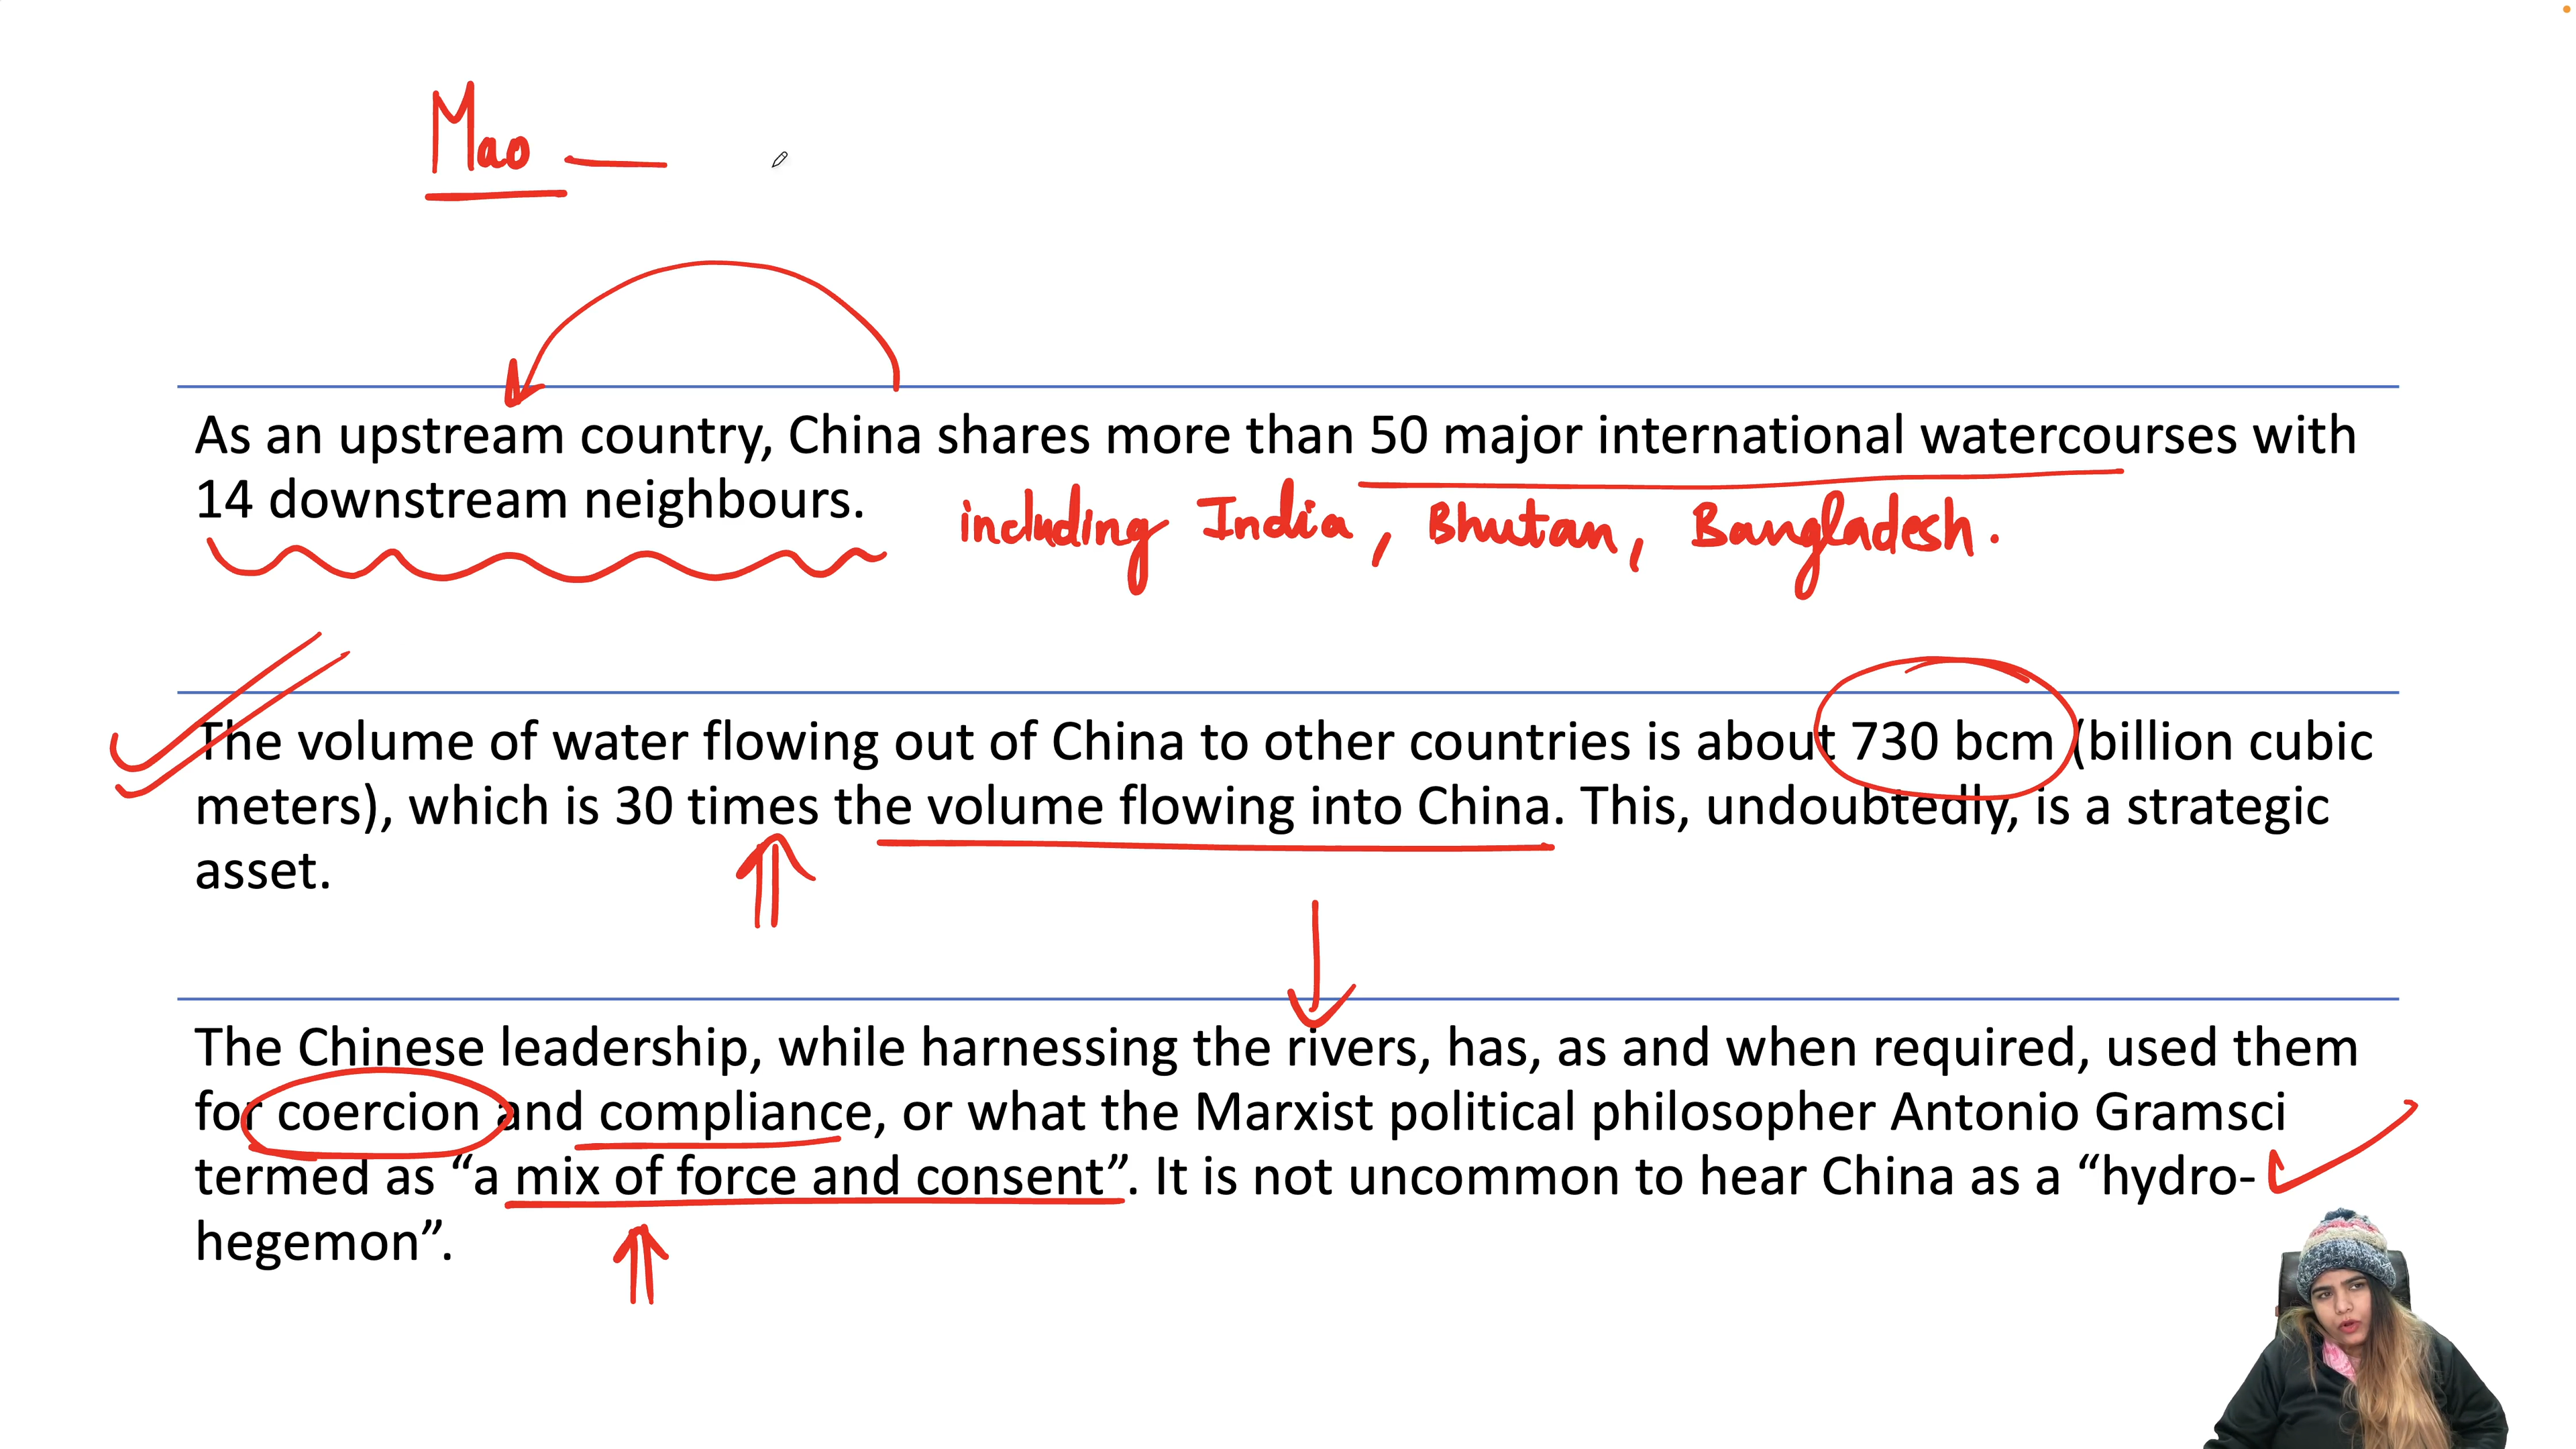 Mao —
As an upstream country, China shares more than 50 major international watercourses with
14 downstream neighbours. including India, Bhutan, Bangladesh.
The volume of water flowing out of China to other countries is about 730 bcm (billion cubic
meters), which is 30 times the volume flowing into China. This, undoubtedly, is a strategic
asset.
The Chinese leadership, while harnessing the rivers, has, as and when required, used them
for coercion and compliance, or what the Marxist political philosopher Antonio Gramsci
termed as “a mix of force and consent”. It is not uncommon to hear China as a “hydro-
hegemon”.